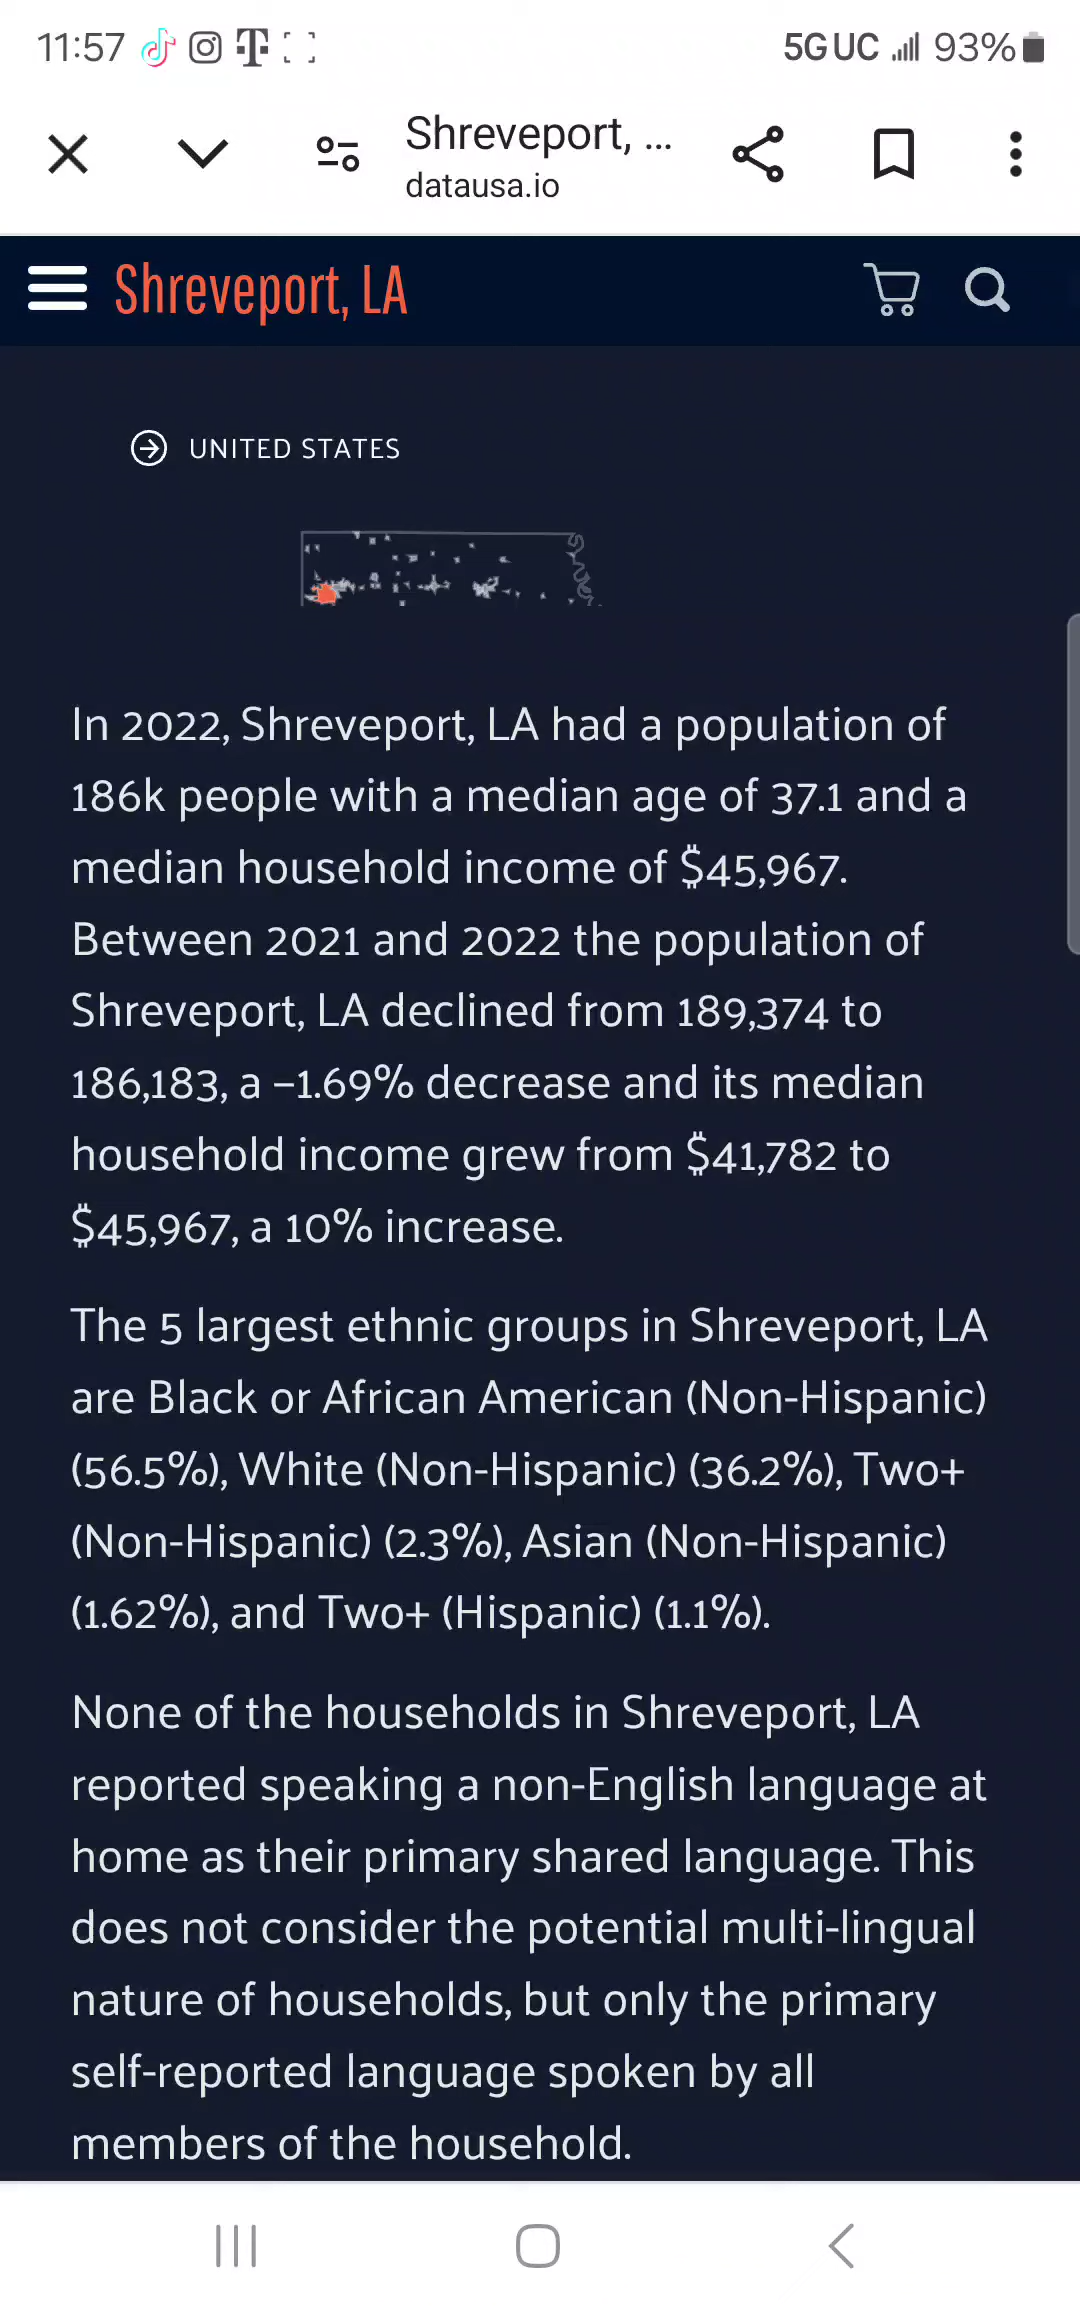 11:57
5G UC 93%
Shreveport, ...
datausa.io
Shreveport, LA
UNITED STATES
In 2022, Shreveport, LA had a population of
186k people with a median age of 37.1 and a
median household income of $45,967.
Between 2021 and 2022 the population of
Shreveport, LA declined from 189,374 to
186,183, a −1.69% decrease and its median
household income grew from $41,782 to
$45,967, a 10% increase.
The 5 largest ethnic groups in Shreveport, LA
are Black or African American (Non-Hispanic)
(56.5%), White (Non-Hispanic) (36.2%), Two+
(Non-Hispanic) (2.3%), Asian (Non-Hispanic)
(1.62%), and Two+ (Hispanic) (1.1%).
None of the households in Shreveport, LA
reported speaking a non-English language at
home as their primary shared language. This
does not consider the potential multi-lingual
nature of households, but only the primary
self-reported language spoken by all
members of the household.